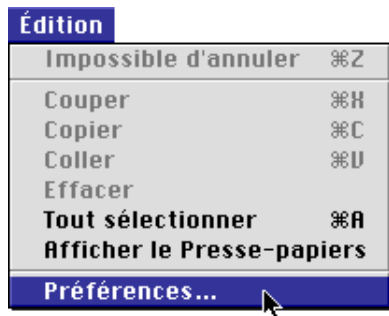 Édition
Impossible d'annuler ⌘Z
Couper ⌘X
Copier ⌘C
Coller ⌘V
Effacer
Tout sélectionner ⌘A
Afficher le Presse-papiers
Préférences...